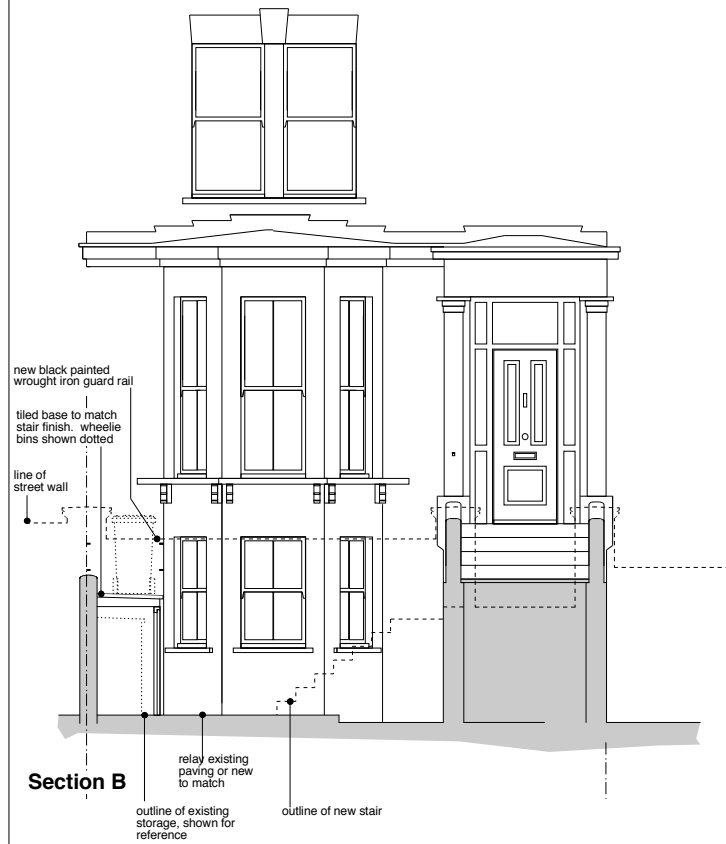 new black painted
wrought iron guard rail
tiled base to match
stair finish. wheelie
bins shown dotted
line of
street wall
relay existing
paving or new
to match
Section B
outline of existing
storage, shown for
reference
outline of new stair